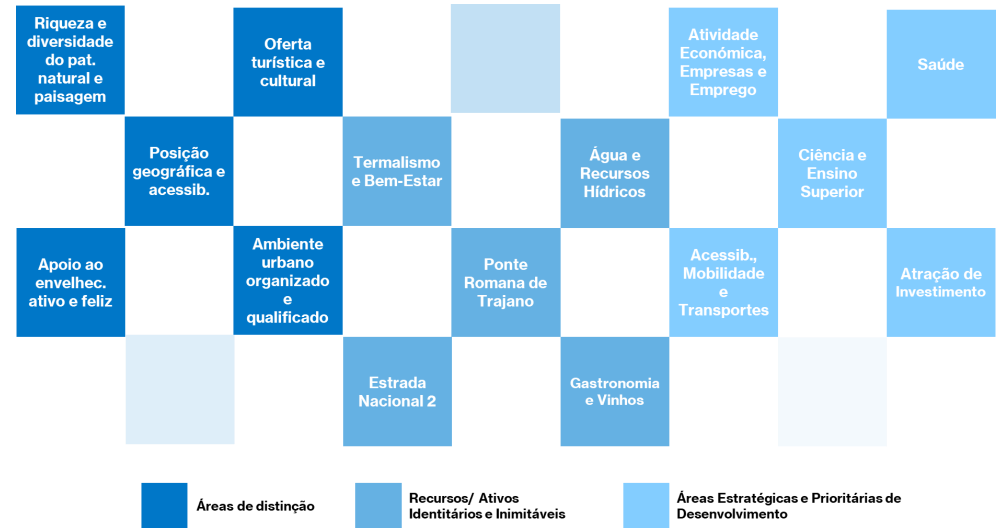 Riqueza e
diversidade
do pat.
natural e
paisagem
Oferta
turística e
cultural
Atividade
Económica,
Empresas e
Emprego
Saúde
Posição
geográfica e
acessib.
Termalismo
e Bem-Estar
Água e
Recursos
Hídricos
Ciência e
Ensino
Superior
Apoio ao
envelhec.
ativo e feliz
Ambiente
urbano
organizado
e
qualificado
Ponte
Romana de
Trajano
Acessib.,
Mobilidade
e
Transportes
Atração de
Investimento
Estrada
Nacional 2
Gastronomia
e Vinhos
Áreas de distinção
Recursos/ Ativos
Identitários e Inimitáveis
Áreas Estratégicas e Prioritárias de
Desenvolvimento